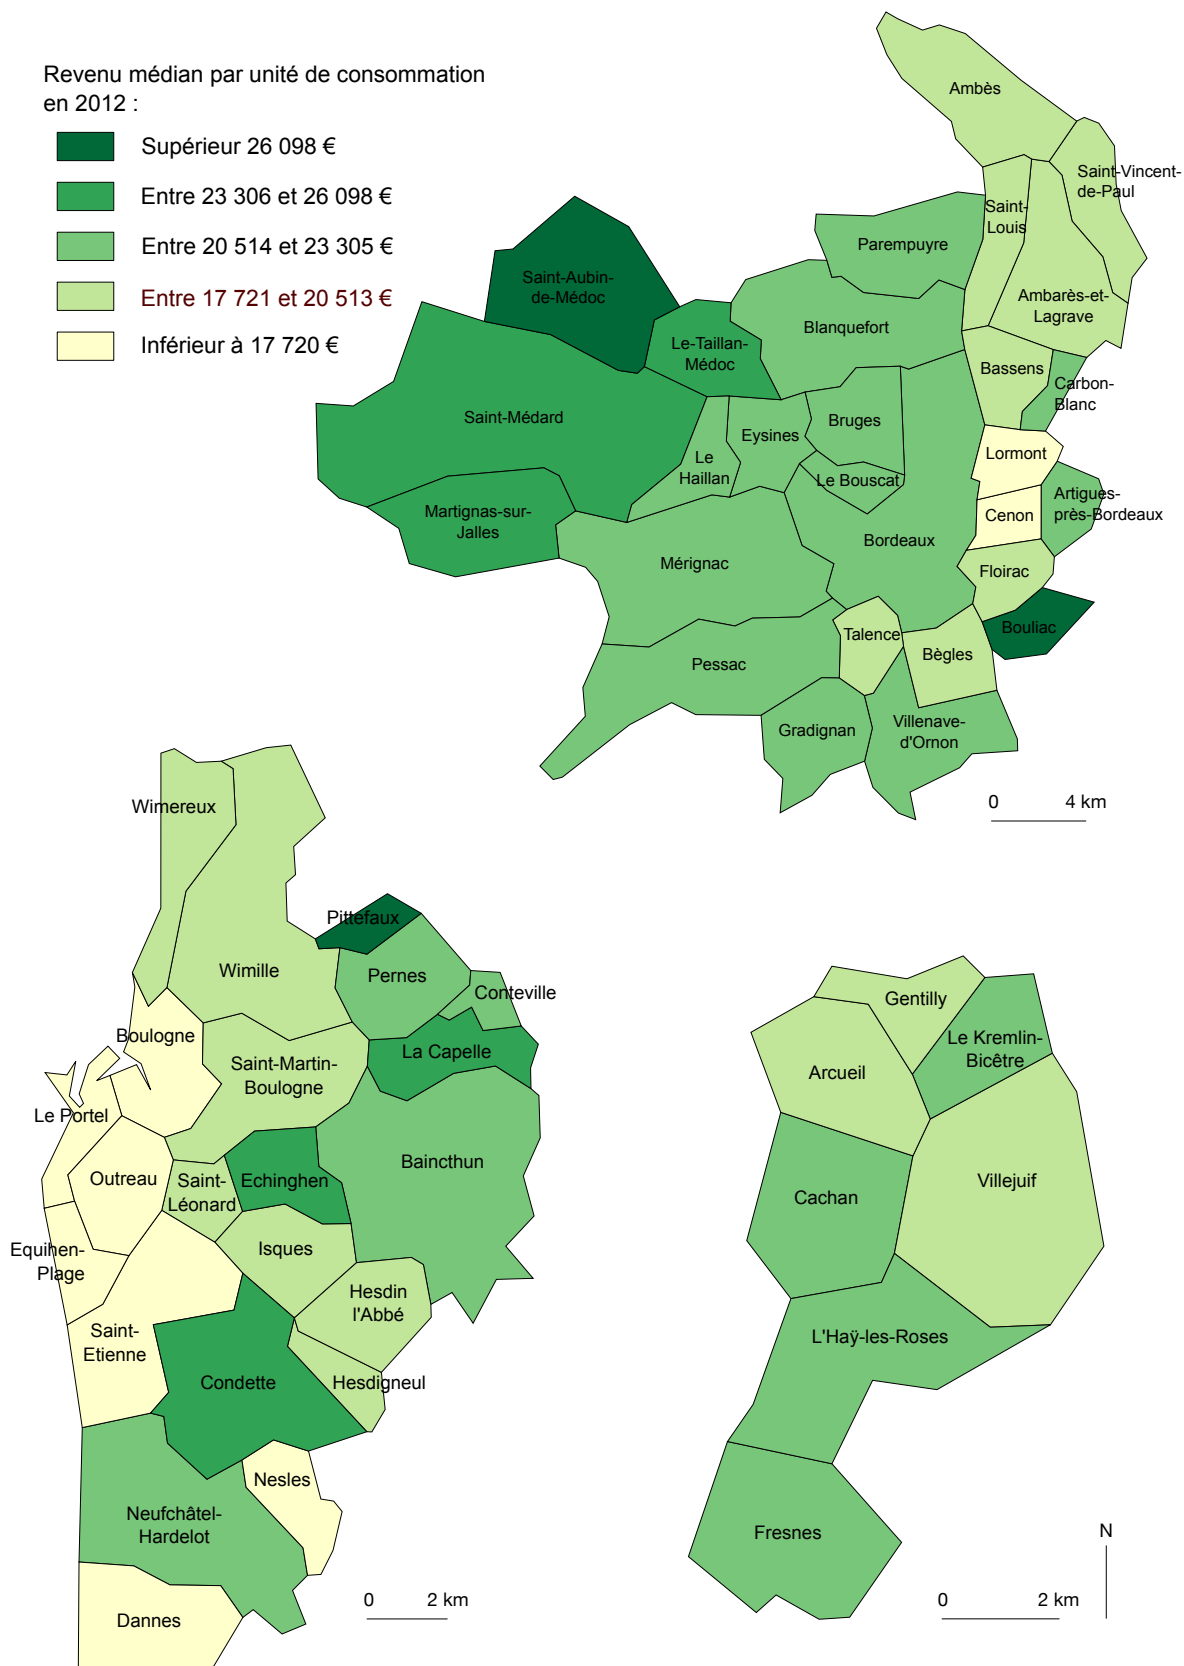 Revenu médian par unité de consommation
en 2012 :
Supérieur 26 098 €
Entre 23 306 et 26 098 €
Entre 20 514 et 23 305 €
Entre 17 721 et 20 513 €
Inférieur à 17 720 €
Ambès
Saint-Vincent-
de-Paul
Saint-
Louis
Parempuyre
Saint-Aubin-
de-Médoc
Ambarès-et-
Lagrave
Blanquefort
Le-Taillan-
Médoc
Bassens
Carbon-
Blanc
Saint-Médard
Bruges
Eysines
Le
Haillan
Le Bouscat
Lormont
Artigues-
près-Bordeaux
Cenon
Martignas-sur-
Jalles
Bordeaux
Mérignac
Floirac
Bouliac
Talence
Bègles
Pessac
Gradignan
Villenave-
d'Ornon
0 4 km
Wimereux
Pittefaux
Wimille
Pernes
Conteville
Boulogne
La Capelle
Saint-Martin-
Boulogne
Le Portel
Baincthun
Outreau
Saint-
Léonard
Echinghen
Equihen-
Plage
Isques
Hesdin
l'Abbé
Saint-
Etienne
Condette
Hesdigneul
Nesles
Neufchâtel-
Hardelot
Dannes
0 2 km
Gentilly
Le Kremlin-
Bicêtre
Arcueil
Villejuif
Cachan
L'Haÿ-les-Roses
Fresnes
N
0 2 km